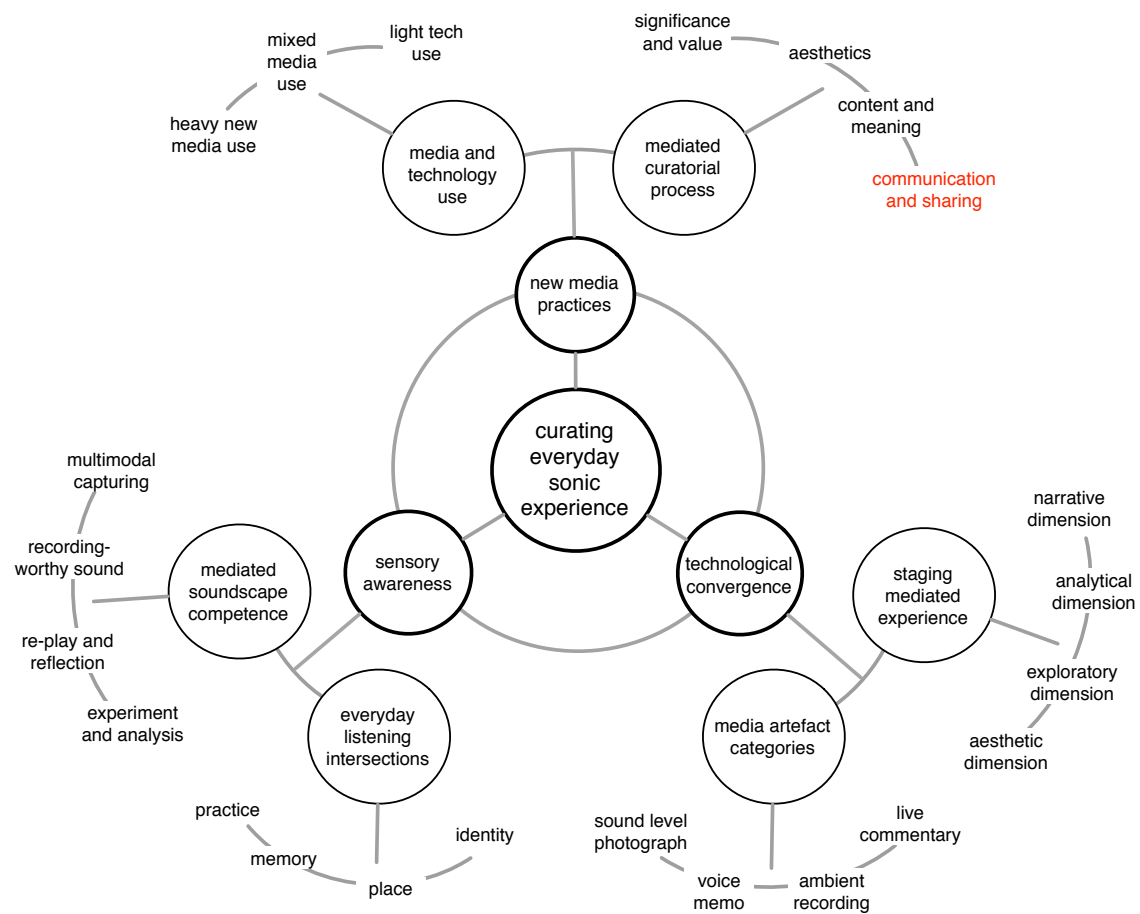 light tech
use
mixed
media
use
heavy new
media use
significance
and value
aesthetics
content and
meaning
communication
and sharing
media and
technology
use
mediated
curatorial
process
new media
practices
curating
everyday
sonic
experience
sensory
awareness
technological
convergence
multimodal
capturing
recording-
worthy sound
re-play and
reflection
experiment
and analysis
mediated
soundscape
competence
everyday
listening
intersections
practice
memory
place
identity
staging
mediated
experience
narrative
dimension
analytical
dimension
exploratory
dimension
aesthetic
dimension
media artefact
categories
sound level
photograph
voice
memo
ambient
recording
live
commentary